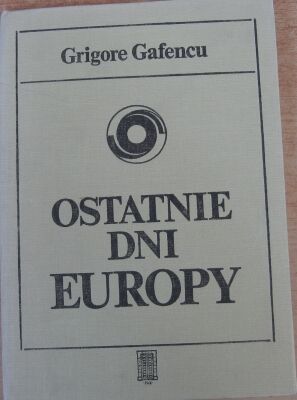 Grigore Gafencu
OSTATNIE
DNI
EUROPY